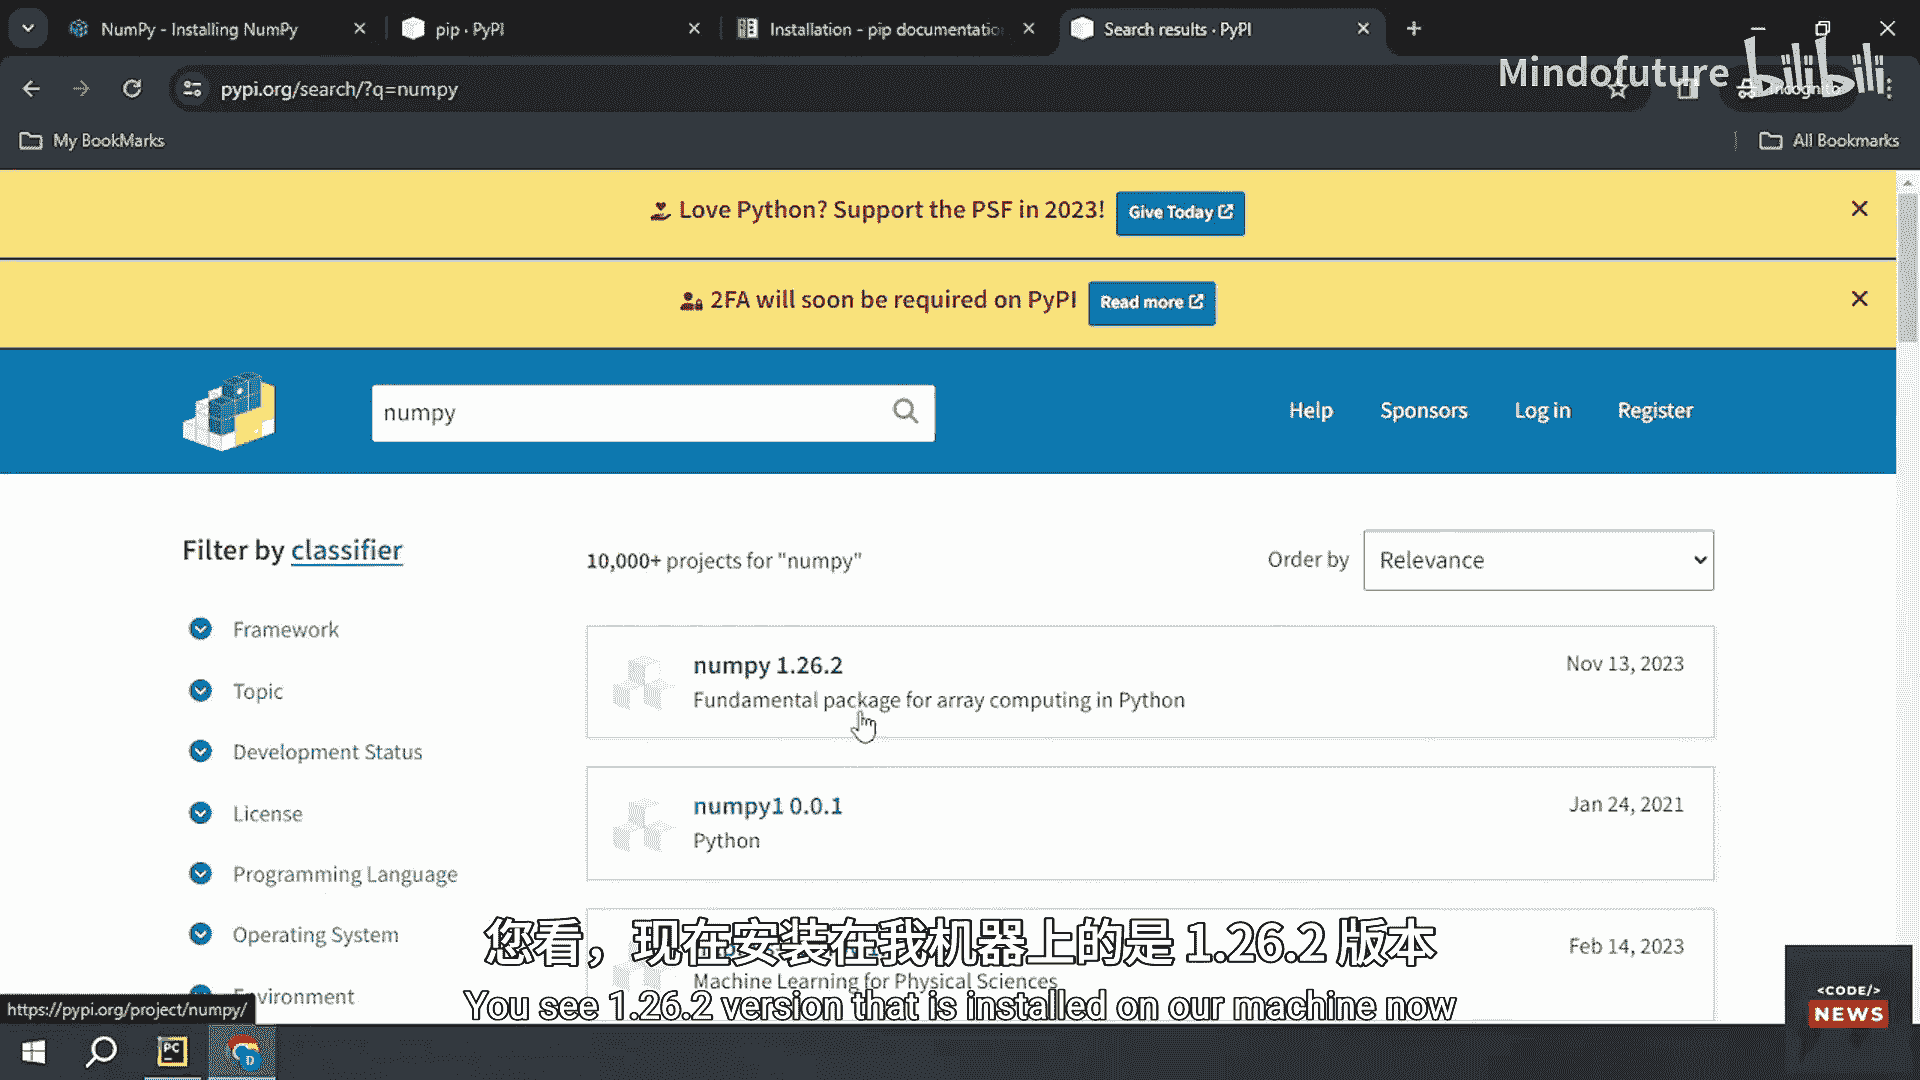 NumPy - Installing NumPy
pip · PyPI
Installation - pip documentatio
Search results · PyPI
pypi.org/search/?q=numpy
Mindofuture
bilibili
Incognito
My BookMarks
All Bookmarks
Love Python? Support the PSF in 2023!
Give Today
2FA will soon be required on PyPI
Read more
numpy
Help
Sponsors
Log in
Register
Filter by classifier
10,000+ projects for "numpy"
Order by
Relevance
Framework
Topic
Development Status
License
Programming Language
Operating System
Environment
numpy 1.26.2
Nov 13, 2023
Fundamental package for array computing in Python
numpy1 0.0.1
Jan 24, 2021
Python
Feb 14, 2023
Machine Learning for Physical Sciences
您看，现在安装在我机器上的是 1.26.2 版本
You see 1.26.2 version that is installed on our machine now
https://pypi.org/project/numpy/
<CODE/>
NEWS
PC
D